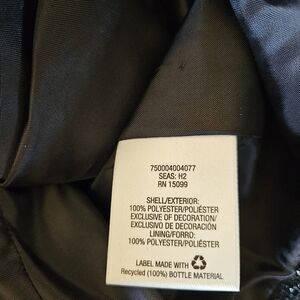 750004004077
SEAS: H2
RN 15099
SHELL/EXTERIOR:
100% POLYESTER/POLIÉSTER
EXCLUSIVE OF DECORATION/
EXCLUSIVO DE DECORACIÓN
LINING/FORRO:
100% POLYESTER/POLIÉSTER
LABEL MADE WITH
Recycled (100%) BOTTLE MATERIAL